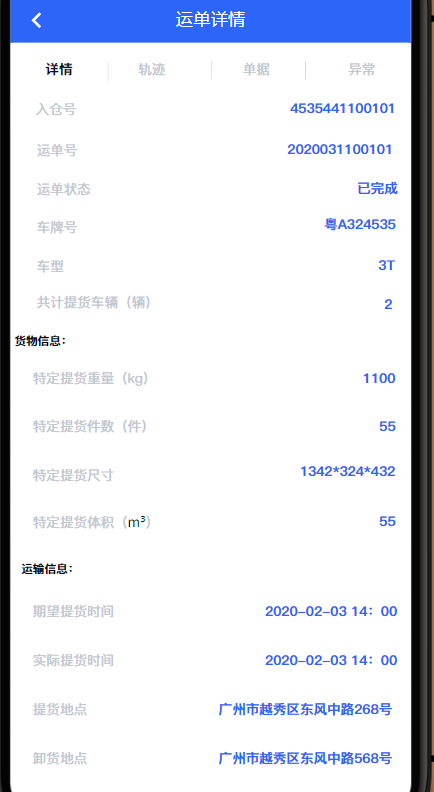 运单详情
详情 轨迹 单据 异常
入仓号 4535441100101
运单号 2020031100101
运单状态 已完成
车牌号 粤A324535
车型 3T
共计提货车辆（辆） 2
货物信息：
特定提货重量（kg） 1100
特定提货件数（件） 55
特定提货尺寸 1342*324*432
特定提货体积（m³） 55
运输信息：
期望提货时间 2020-02-03 14：00
实际提货时间 2020-02-03 14：00
提货地点 广州市越秀区东风中路268号
卸货地点 广州市越秀区东风中路568号